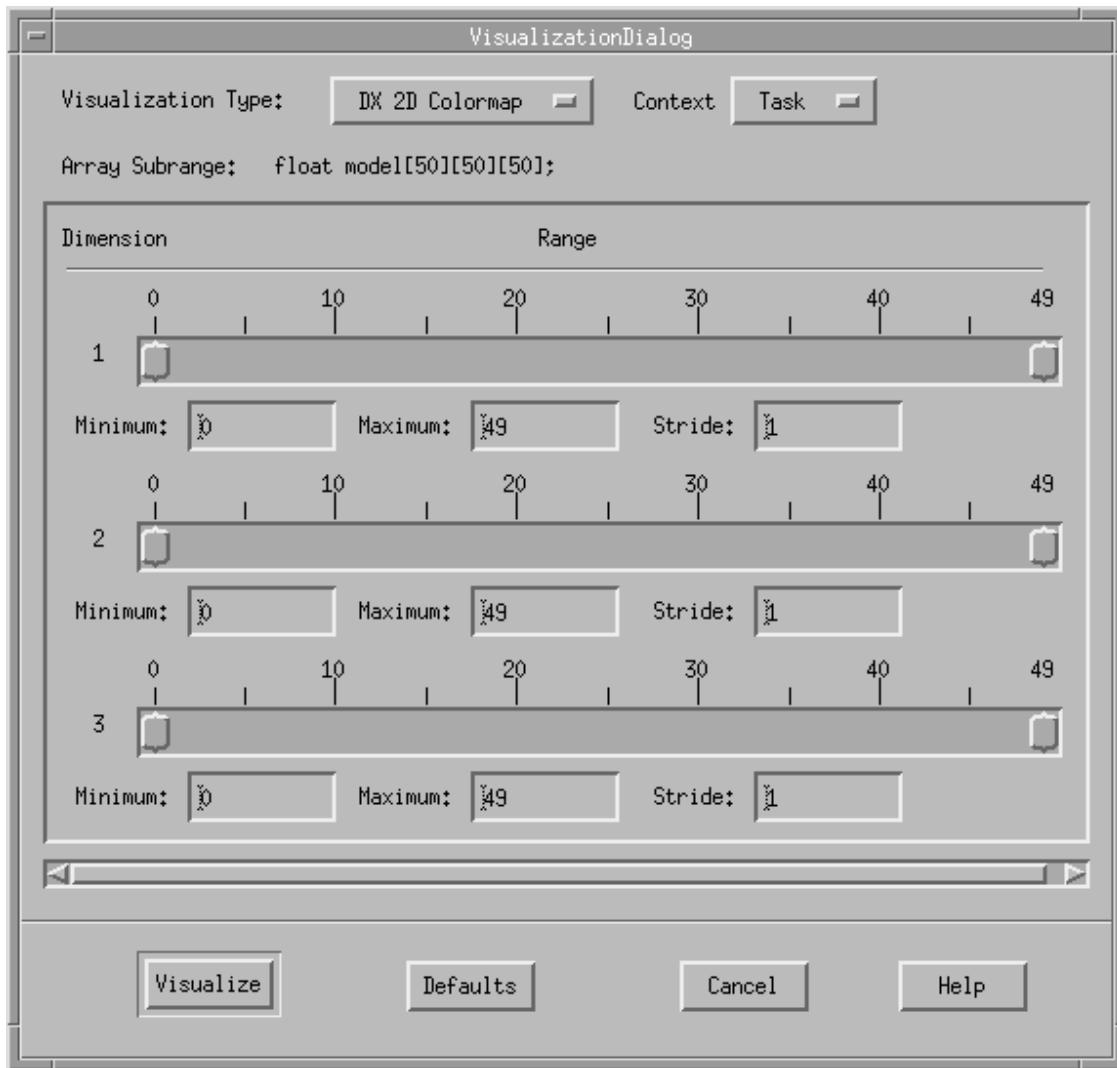 VisualizationDialog
Visualization Type: DX 2D Colormap Context Task
Array Subrange: float model[50][50][50];
Dimension Range
0 10 20 30 40 49
1
Minimum: 0 Maximum: 49 Stride: 1
0 10 20 30 40 49
2
Minimum: 0 Maximum: 49 Stride: 1
0 10 20 30 40 49
3
Minimum: 0 Maximum: 49 Stride: 1
Visualize Defaults Cancel Help